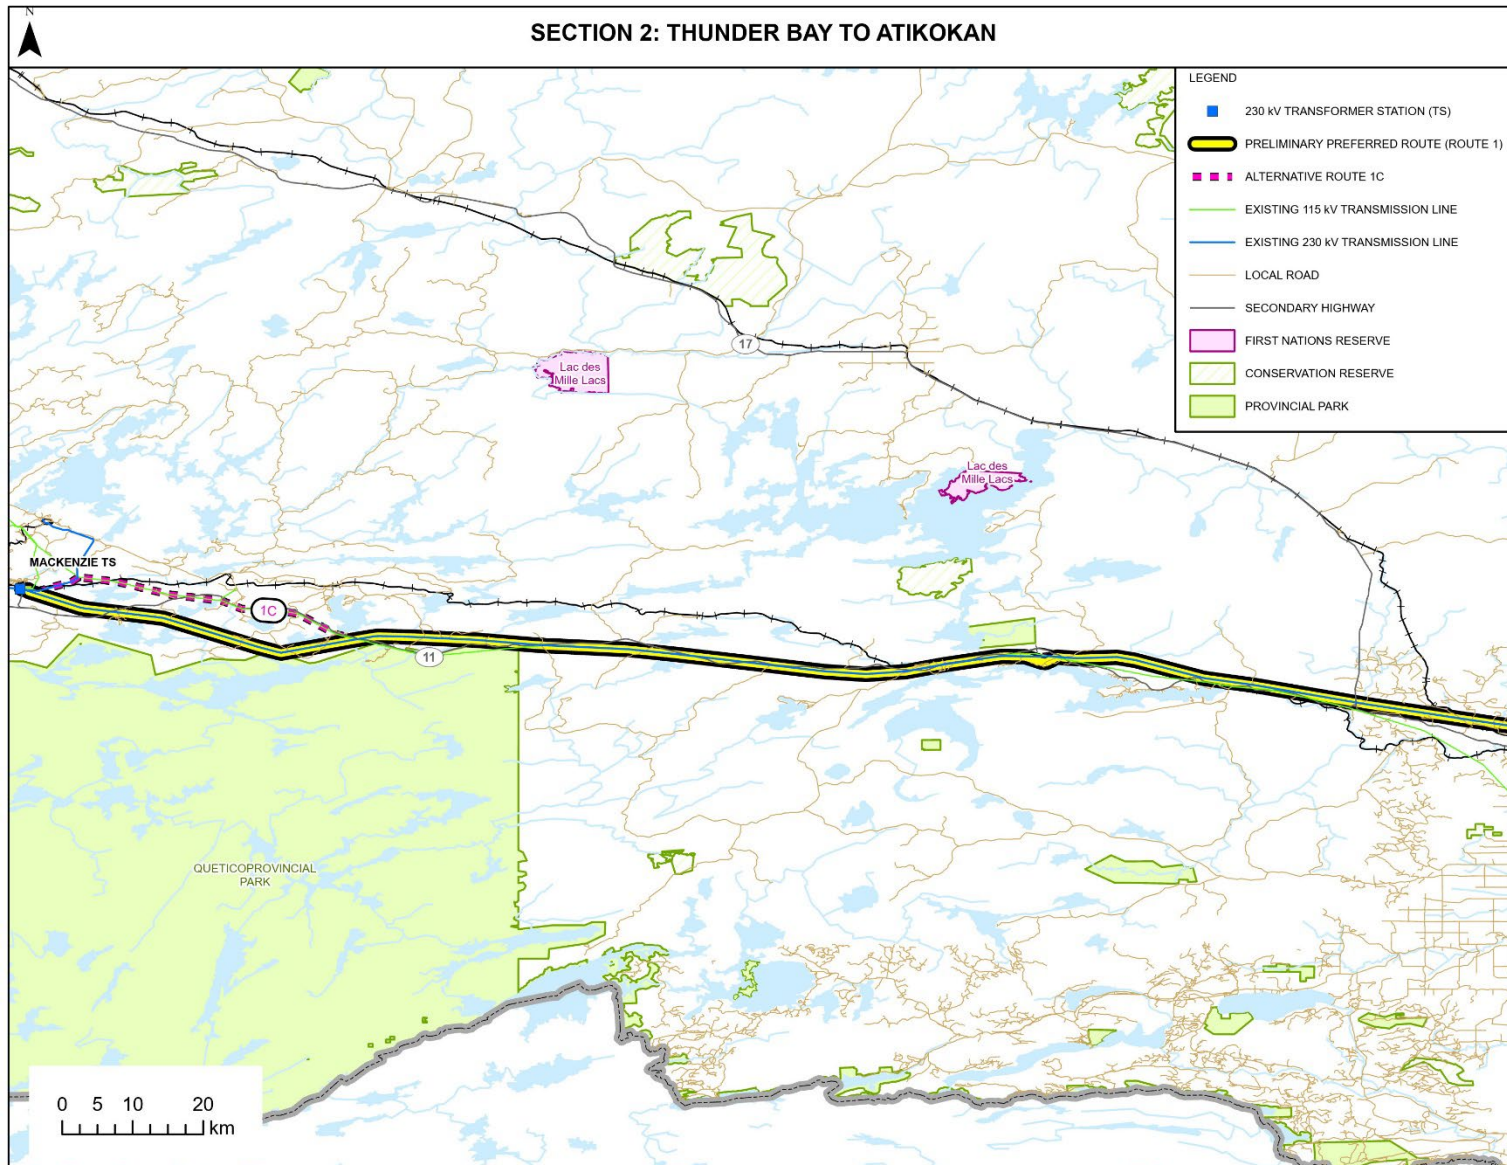 N
SECTION 2: THUNDER BAY TO ATIKOKAN
LEGEND
230 kV TRANSFORMER STATION (TS)
PRELIMINARY PREFERRED ROUTE (ROUTE 1)
ALTERNATIVE ROUTE 1C
EXISTING 115 kV TRANSMISSION LINE
EXISTING 230 kV TRANSMISSION LINE
LOCAL ROAD
SECONDARY HIGHWAY
FIRST NATIONS RESERVE
CONSERVATION RESERVE
PROVINCIAL PARK
17
Lac des
Mille Lacs
Lac des
Mille Lacs
MACKENZIE TS
1C
11
QUETICOPROVINCIAL
PARK
0 5 10 20
km